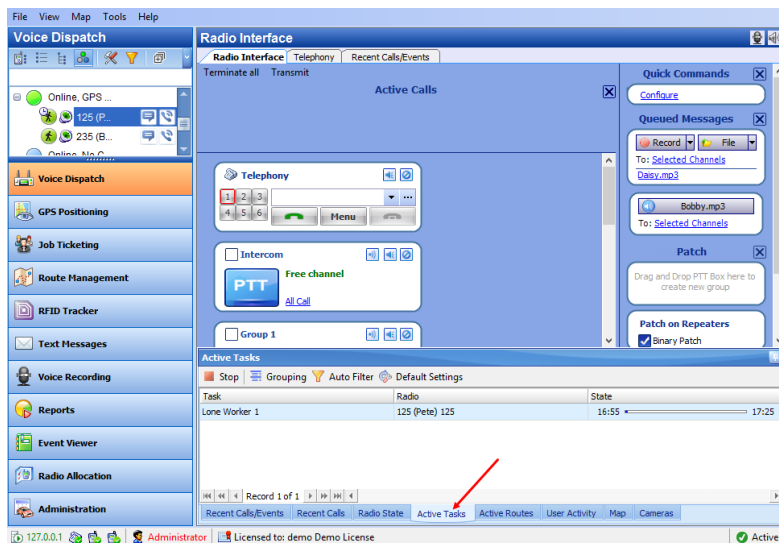 File View Map Tools Help
Voice Dispatch
Online, GPS ...
125 (P...
235 (B...
Voice Dispatch
GPS Positioning
Job Ticketing
Route Management
RFID Tracker
Text Messages
Voice Recording
Reports
Event Viewer
Radio Allocation
Administration
Radio Interface
Radio Interface Telephony Recent Calls/Events
Terminate all Transmit
Active Calls
Telephony
1 2 3
4 5 6 Menu
Intercom
Free channel
PTT
All Call
Group 1
Quick Commands
Configure
Queued Messages
Record File
To: Selected Channels
Daisy.mp3
Bobby.mp3
To: Selected Channels
Patch
Drag and Drop PTT Box here to
create new group
Patch on Repeaters
Binary Patch
Active Tasks
Stop Grouping Auto Filter Default Settings
Task Radio State
Lone Worker 1 125 (Pete) 125 16:55 17:25
Record 1 of 1
Recent Calls/Events Recent Calls Radio State Active Tasks Active Routes User Activity Map Cameras
127.0.0.1 Administrator Licensed to: demo Demo License Active